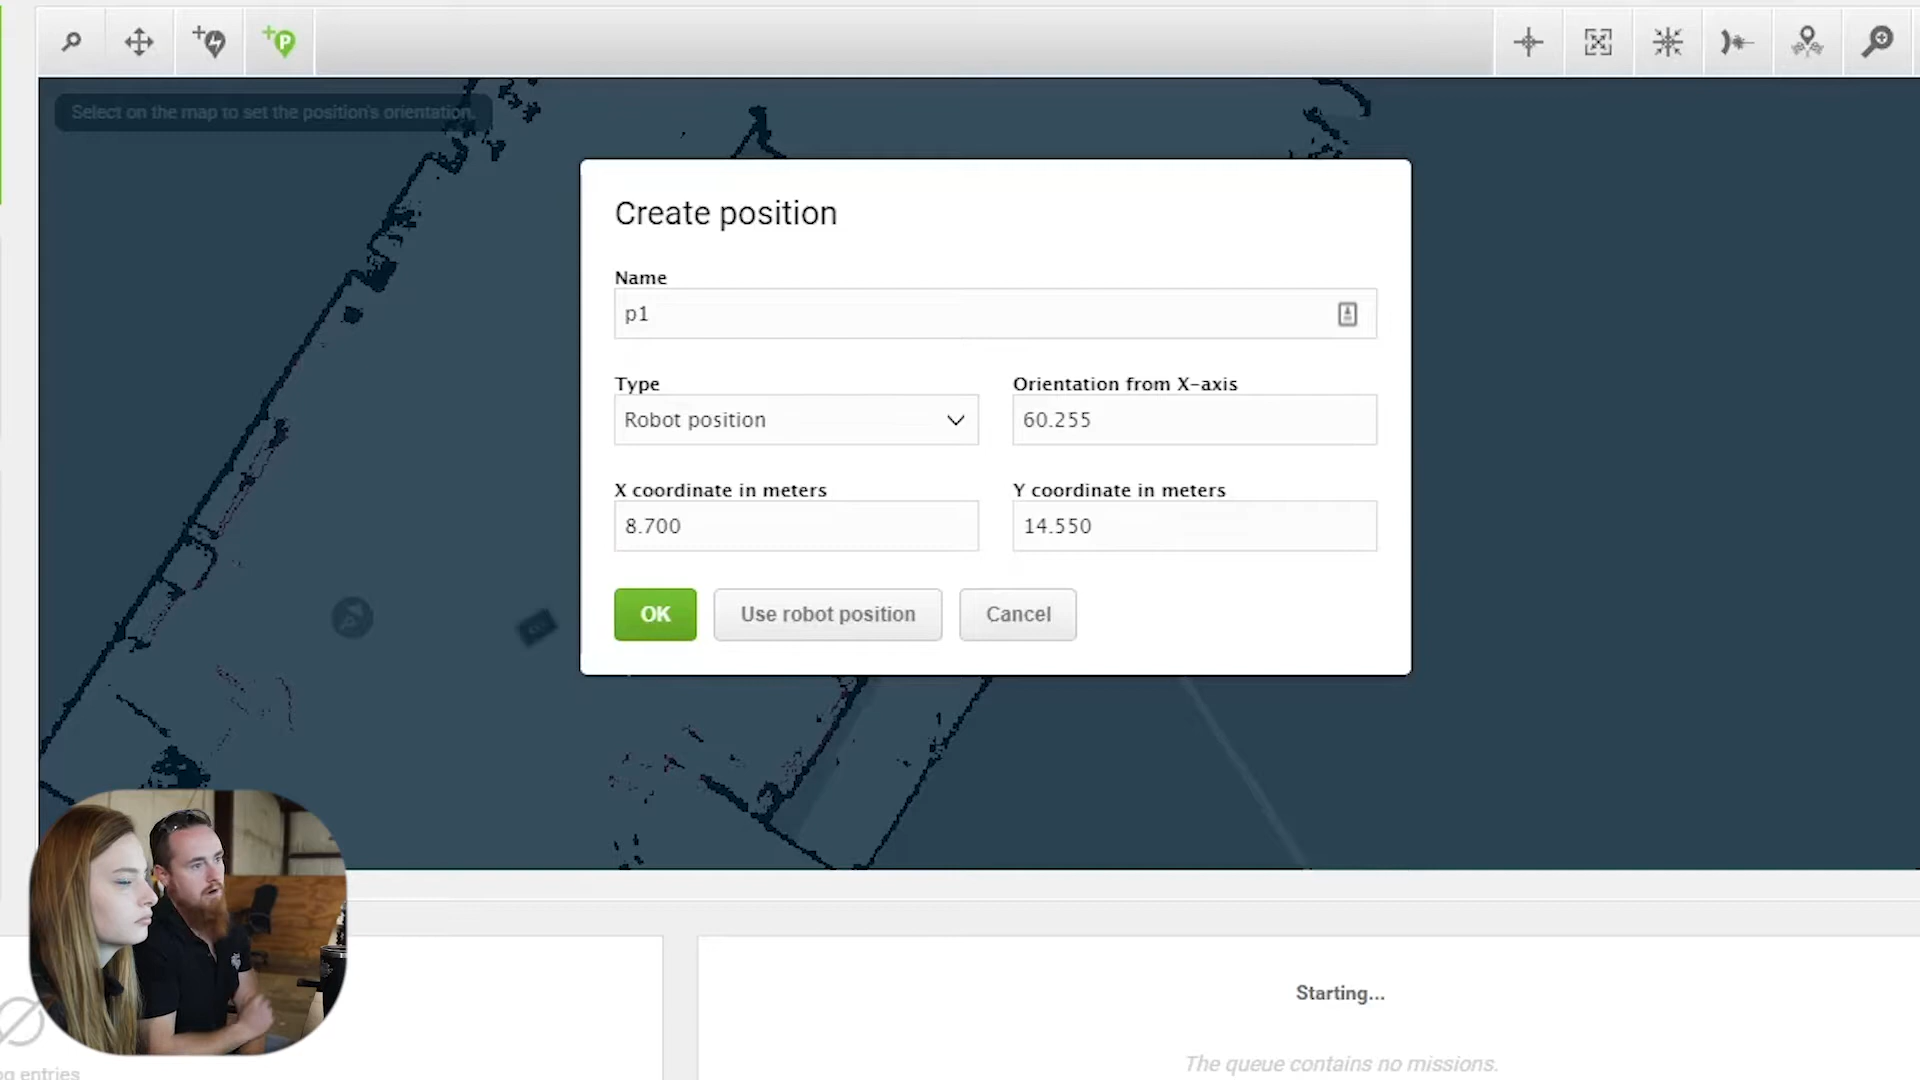 Select on the map to set the position's orientation.
Create position
Name
p1
Type
Orientation from X-axis
Robot position
60.255
X coordinate in meters
Y coordinate in meters
8.700
14.550
OK
Use robot position
Cancel
Starting...
The queue contains no missions.
entries